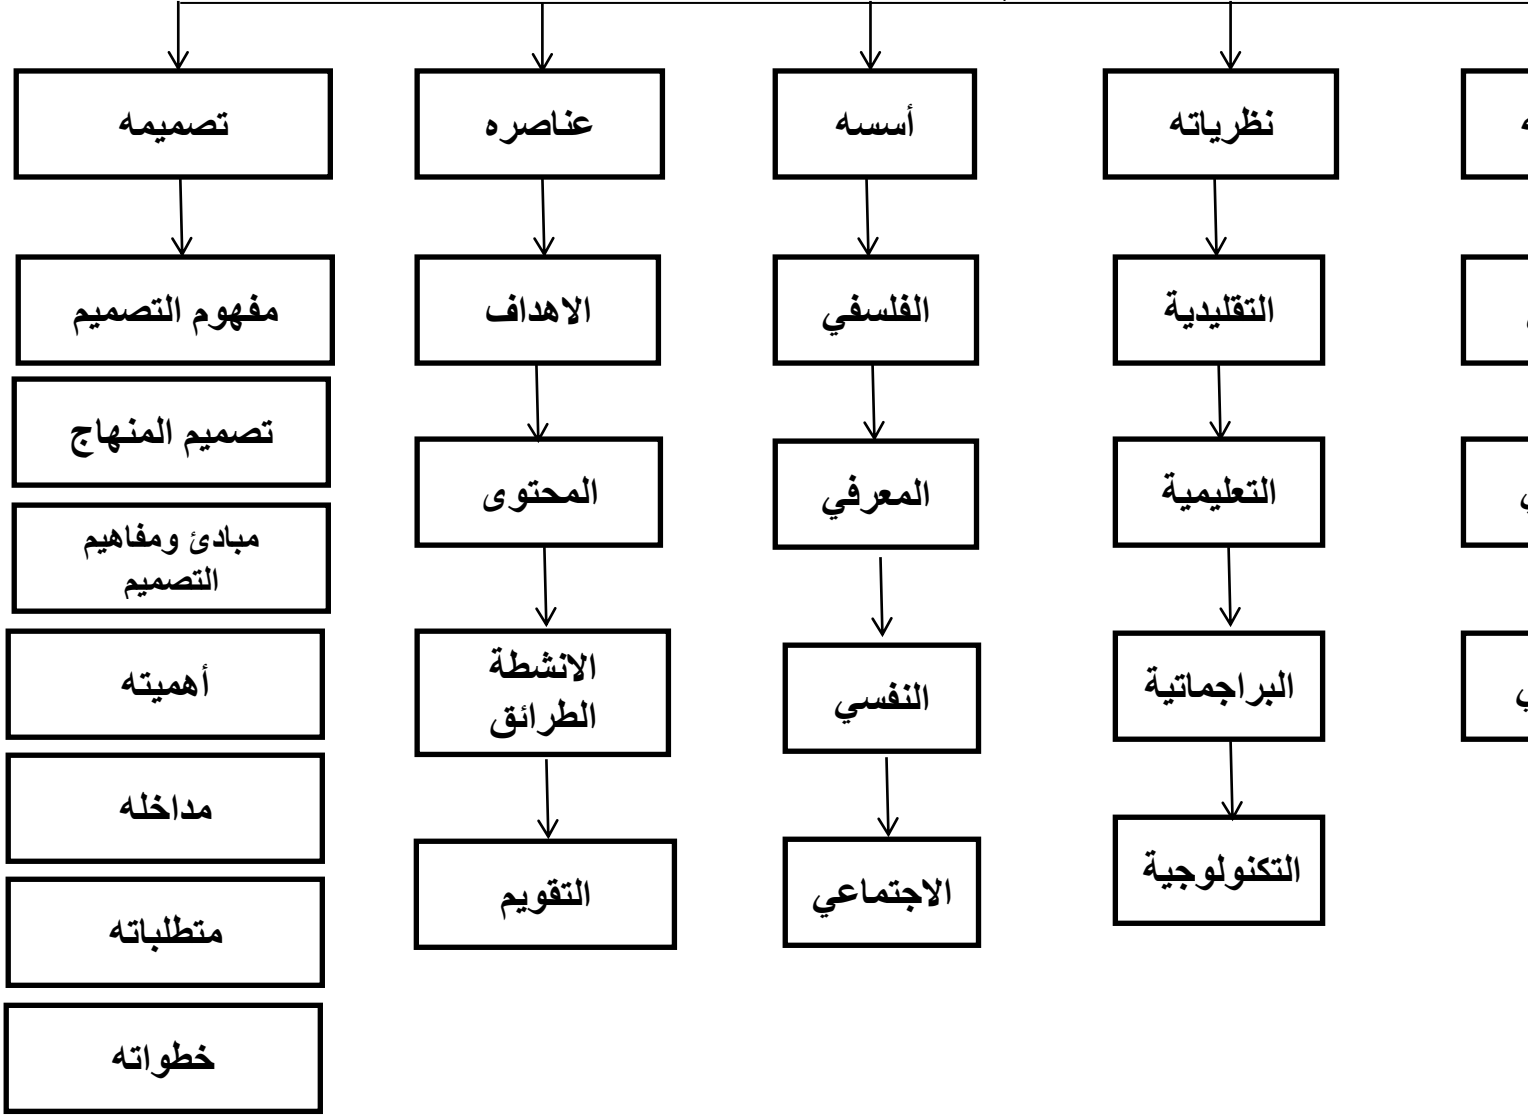 نظرياته
التقليدية
التعليمية
البراجماتية
التكنولوجية
أسسه
الفلسفي
المعرفي
النفسي
الاجتماعي
عناصره
الاهداف
المحتوى
الانشطة
الطرائق
التقويم
تصميمه
مفهوم التصميم
تصميم المنهاج
مبادئ ومفاهيم
التصميم
أهميته
مداخله
متطلباته
خطواته